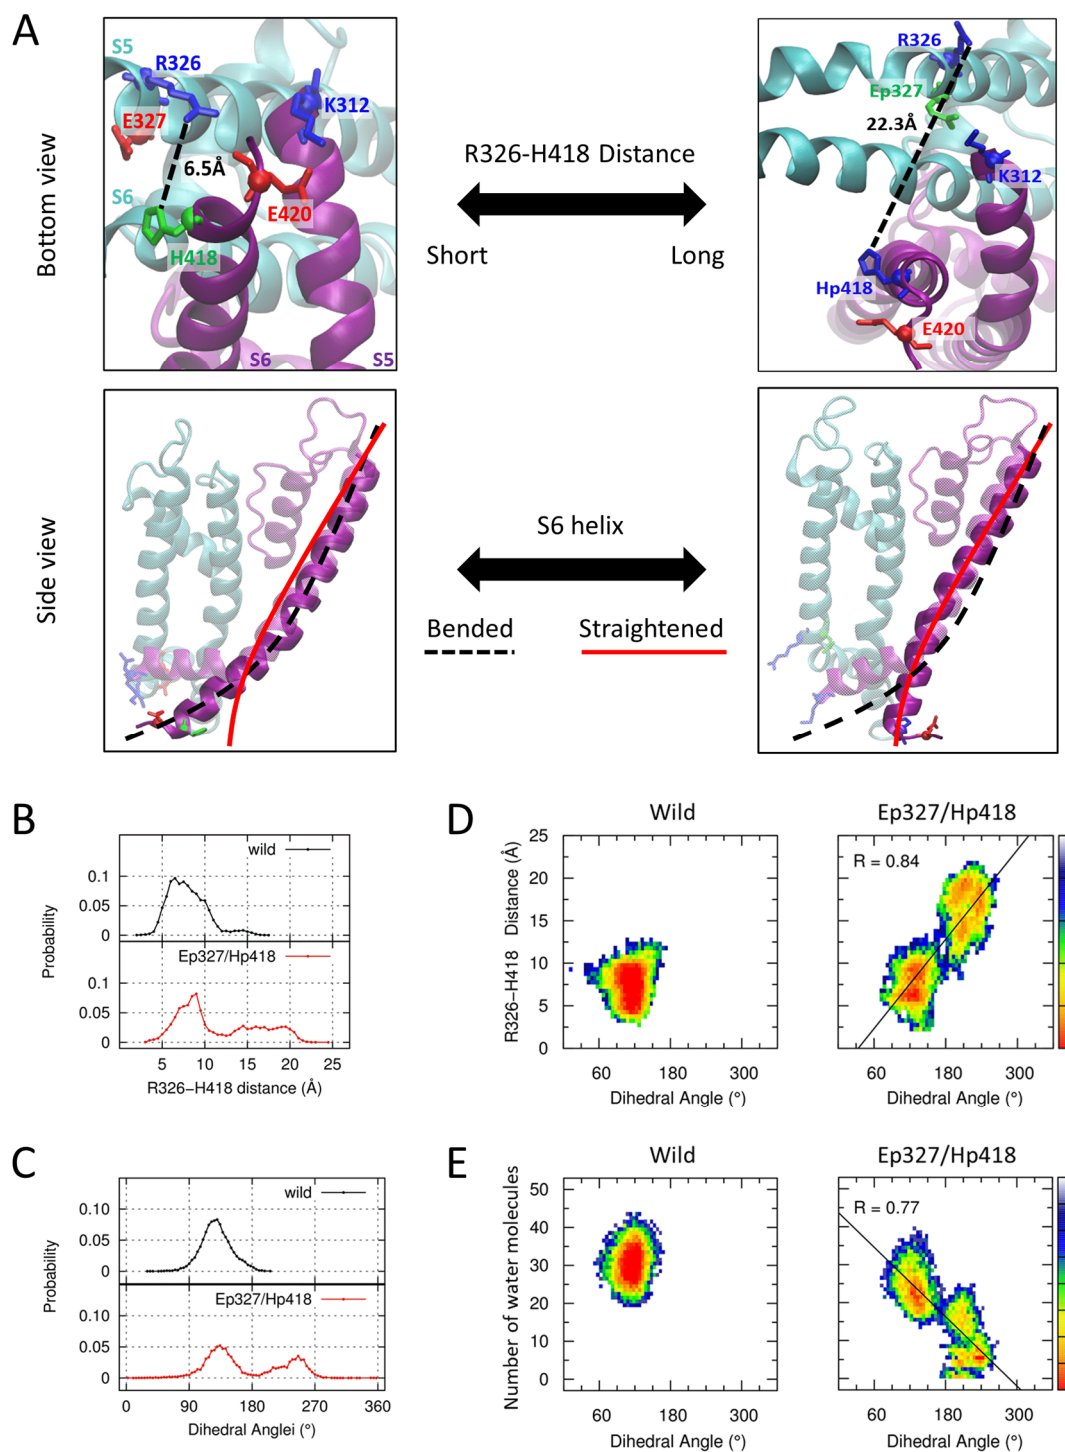 A
Bottom view
S5
R326
E327
K312
6.5Å
S6
E420
H418
S6
S5
R326-H418 Distance
Short
Long
R326
Ep327
22.3Å
K312
Hp418
E420
Side view
S6 helix
Bended
Straightened
B
wild
0.1
0.05
0
Ep327/Hp418
0.1
0.05
0
Probability
5 10 15 20 25
R326−H418 distance (Å)
C
wild
0.10
0.05
0
Ep327/Hp418
0.10
0.05
0
Probability
0 90 180 270 360
Dihedral Anglei (°)
D
Wild
Ep327/Hp418
R326−H418 Distance (Å)
25
20
15
10
5
0
R = 0.84
60 180 300
60 180 300
Dihedral Angle (°)
Dihedral Angle (°)
E
Wild
Ep327/Hp418
Number of water molecules
50
40
30
20
10
0
R = 0.77
60 180 300
60 180 300
Dihedral Angle (°)
Dihedral Angle (°)